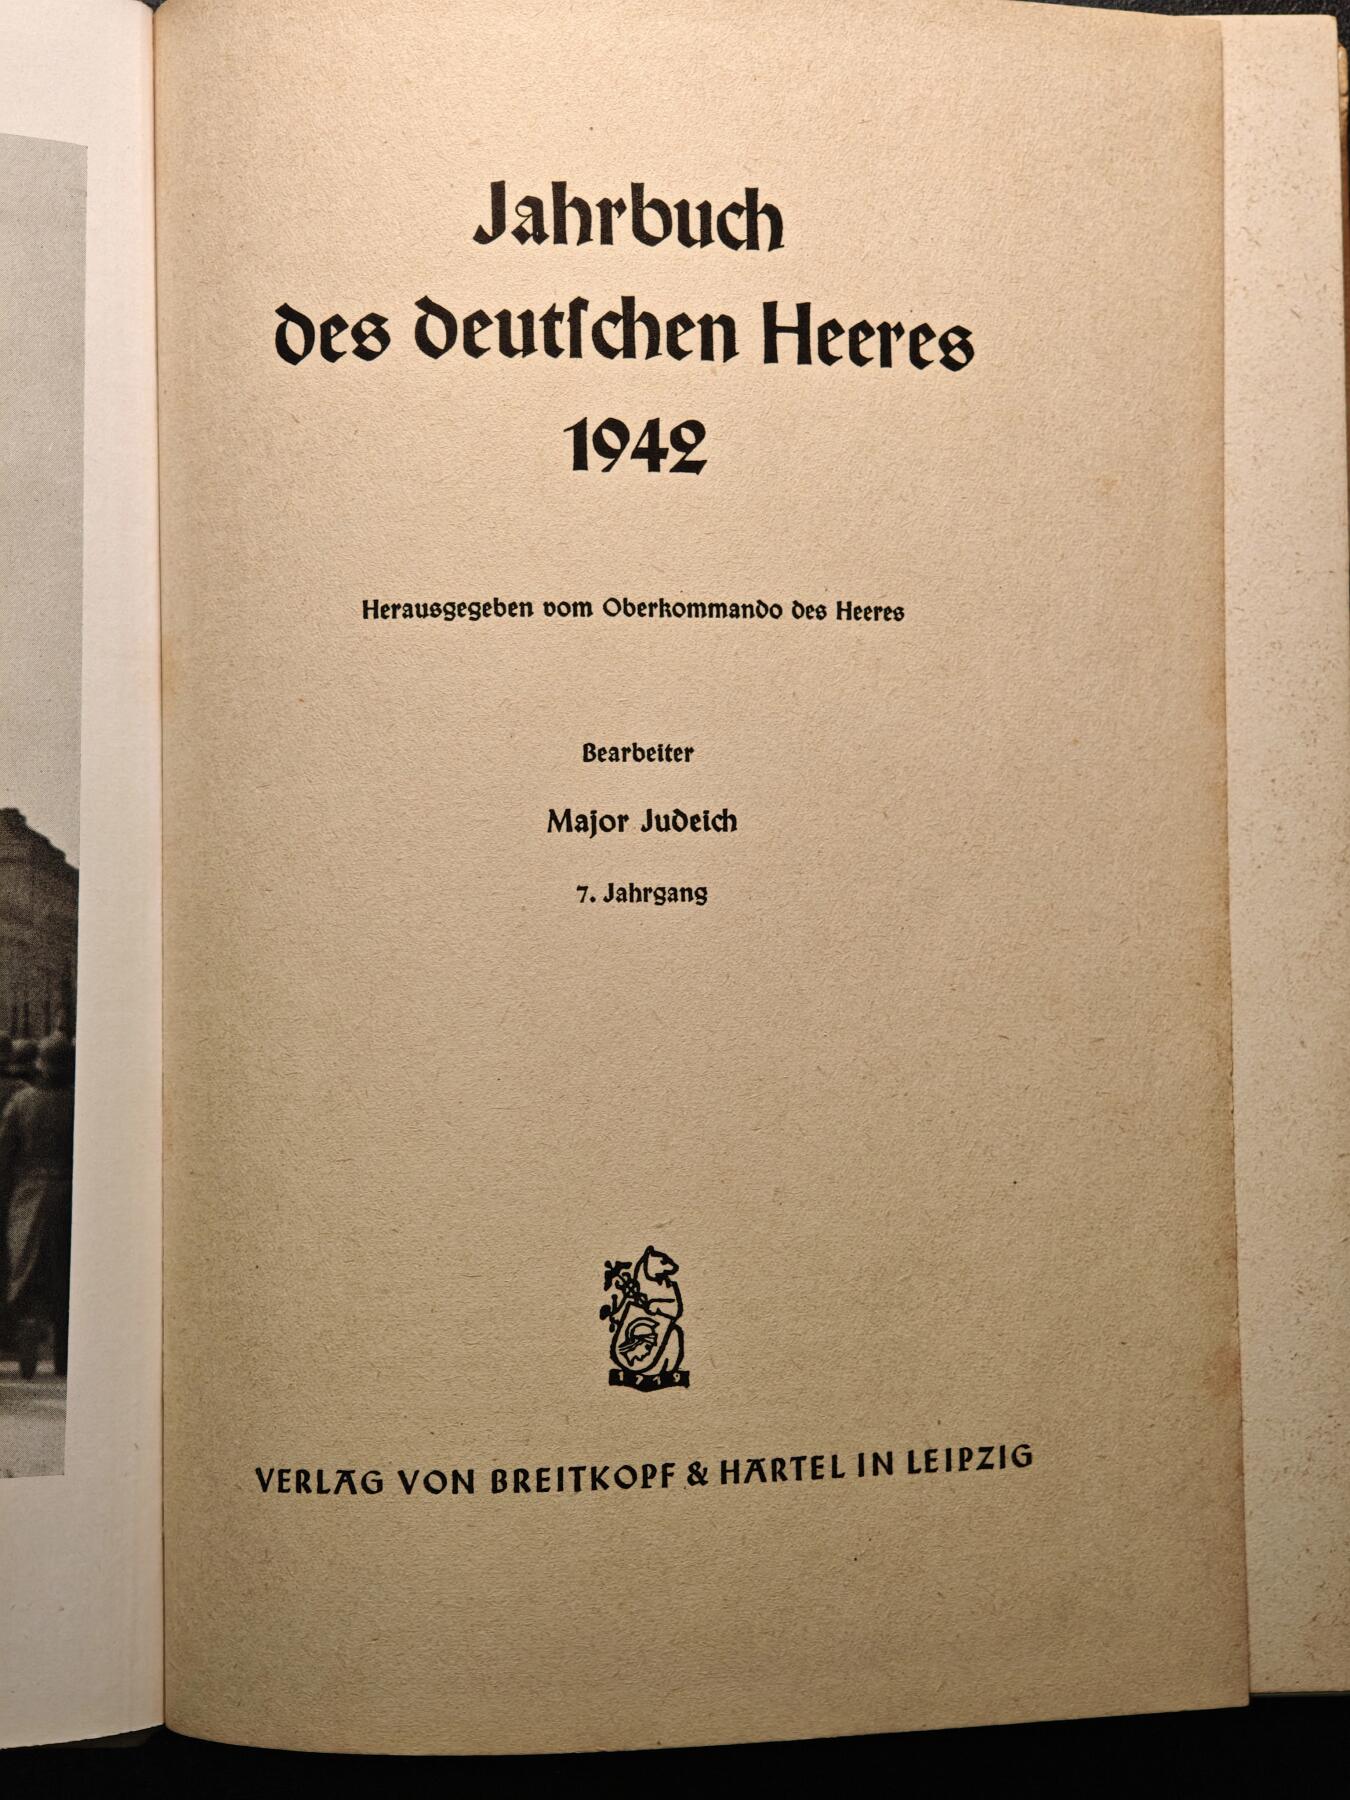 Jahrbuch
des deutſchen Heeres
1942
Herausgegeben vom Oberkommando des Heeres
Bearbeiter
Major Judeich
7. Jahrgang
1719
VERLAG VON BREITKOPF & HÄRTEL IN LEIPZIG